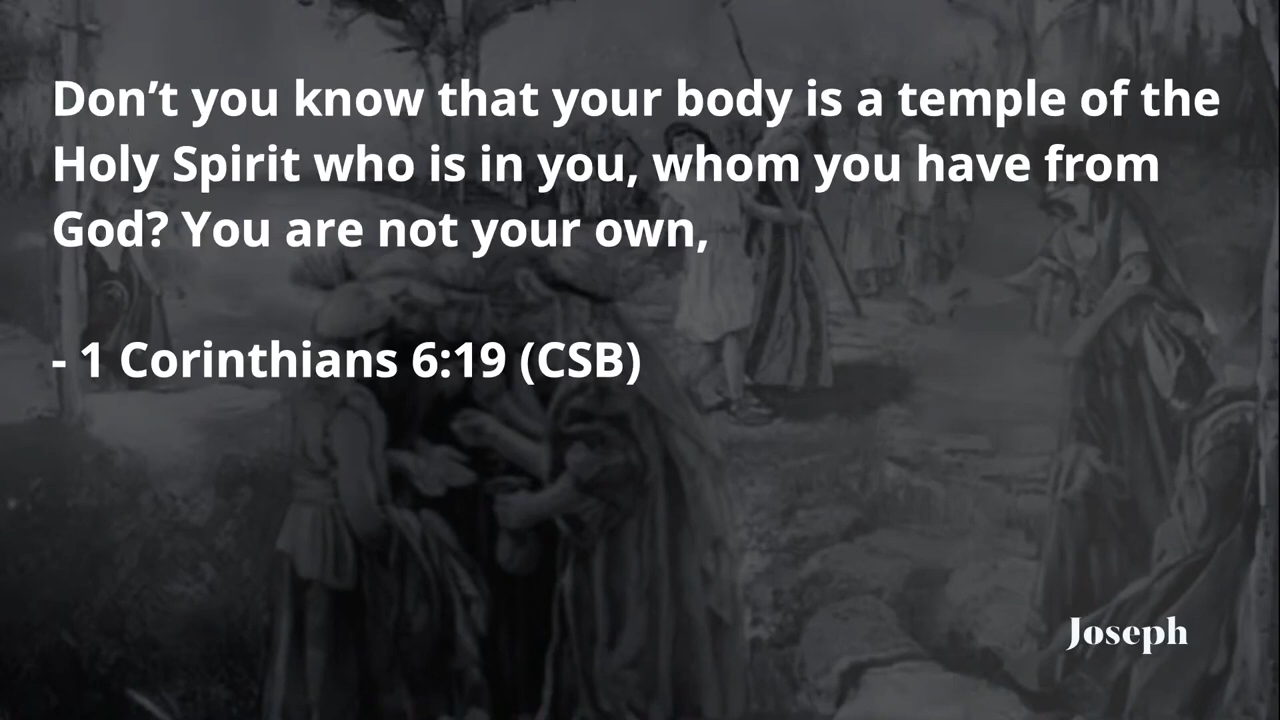 Don’t you know that your body is a temple of the
Holy Spirit who is in you, whom you have from
God? You are not your own,
- 1 Corinthians 6:19 (CSB)
Joseph